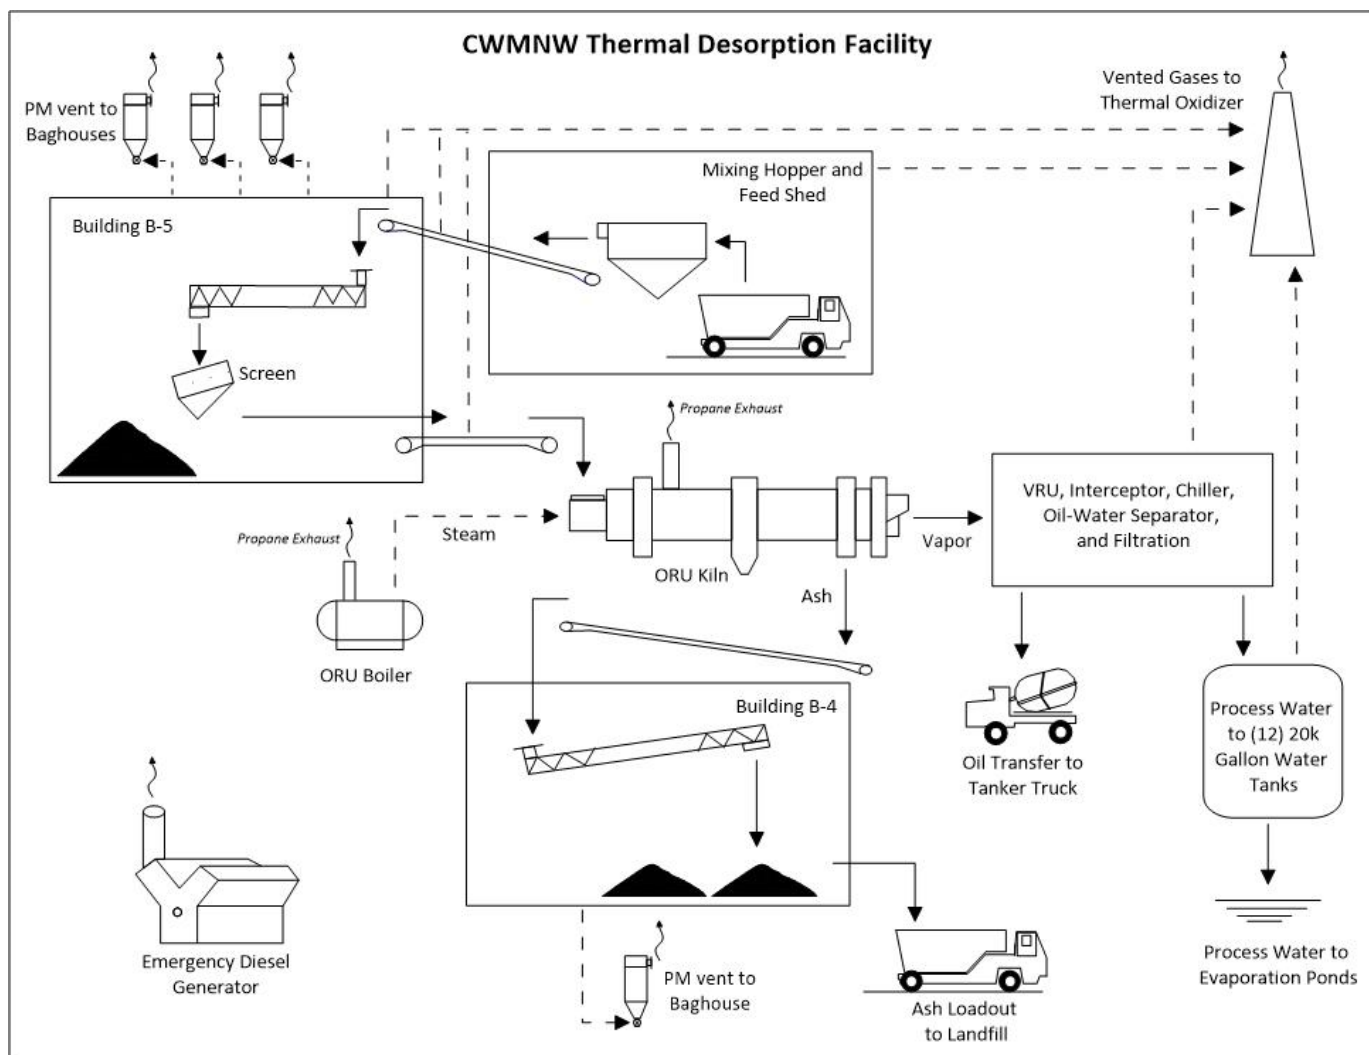 CWMNW Thermal Desorption Facility
PM vent to
Baghouses
Vented Gases to
Thermal Oxidizer
Mixing Hopper and
Feed Shed
Building B-5
Screen
Propane Exhaust
VRU, Interceptor, Chiller,
Oil-Water Separator,
and Filtration
Steam
Vapor
ORU Kiln
Propane Exhaust
Ash
ORU Boiler
Building B-4
Process Water
to (12) 20k
Gallon Water
Tanks
Oil Transfer to
Tanker Truck
Emergency Diesel
Generator
PM vent to
Baghouse
Ash Loadout
to Landfill
Process Water to
Evaporation Ponds